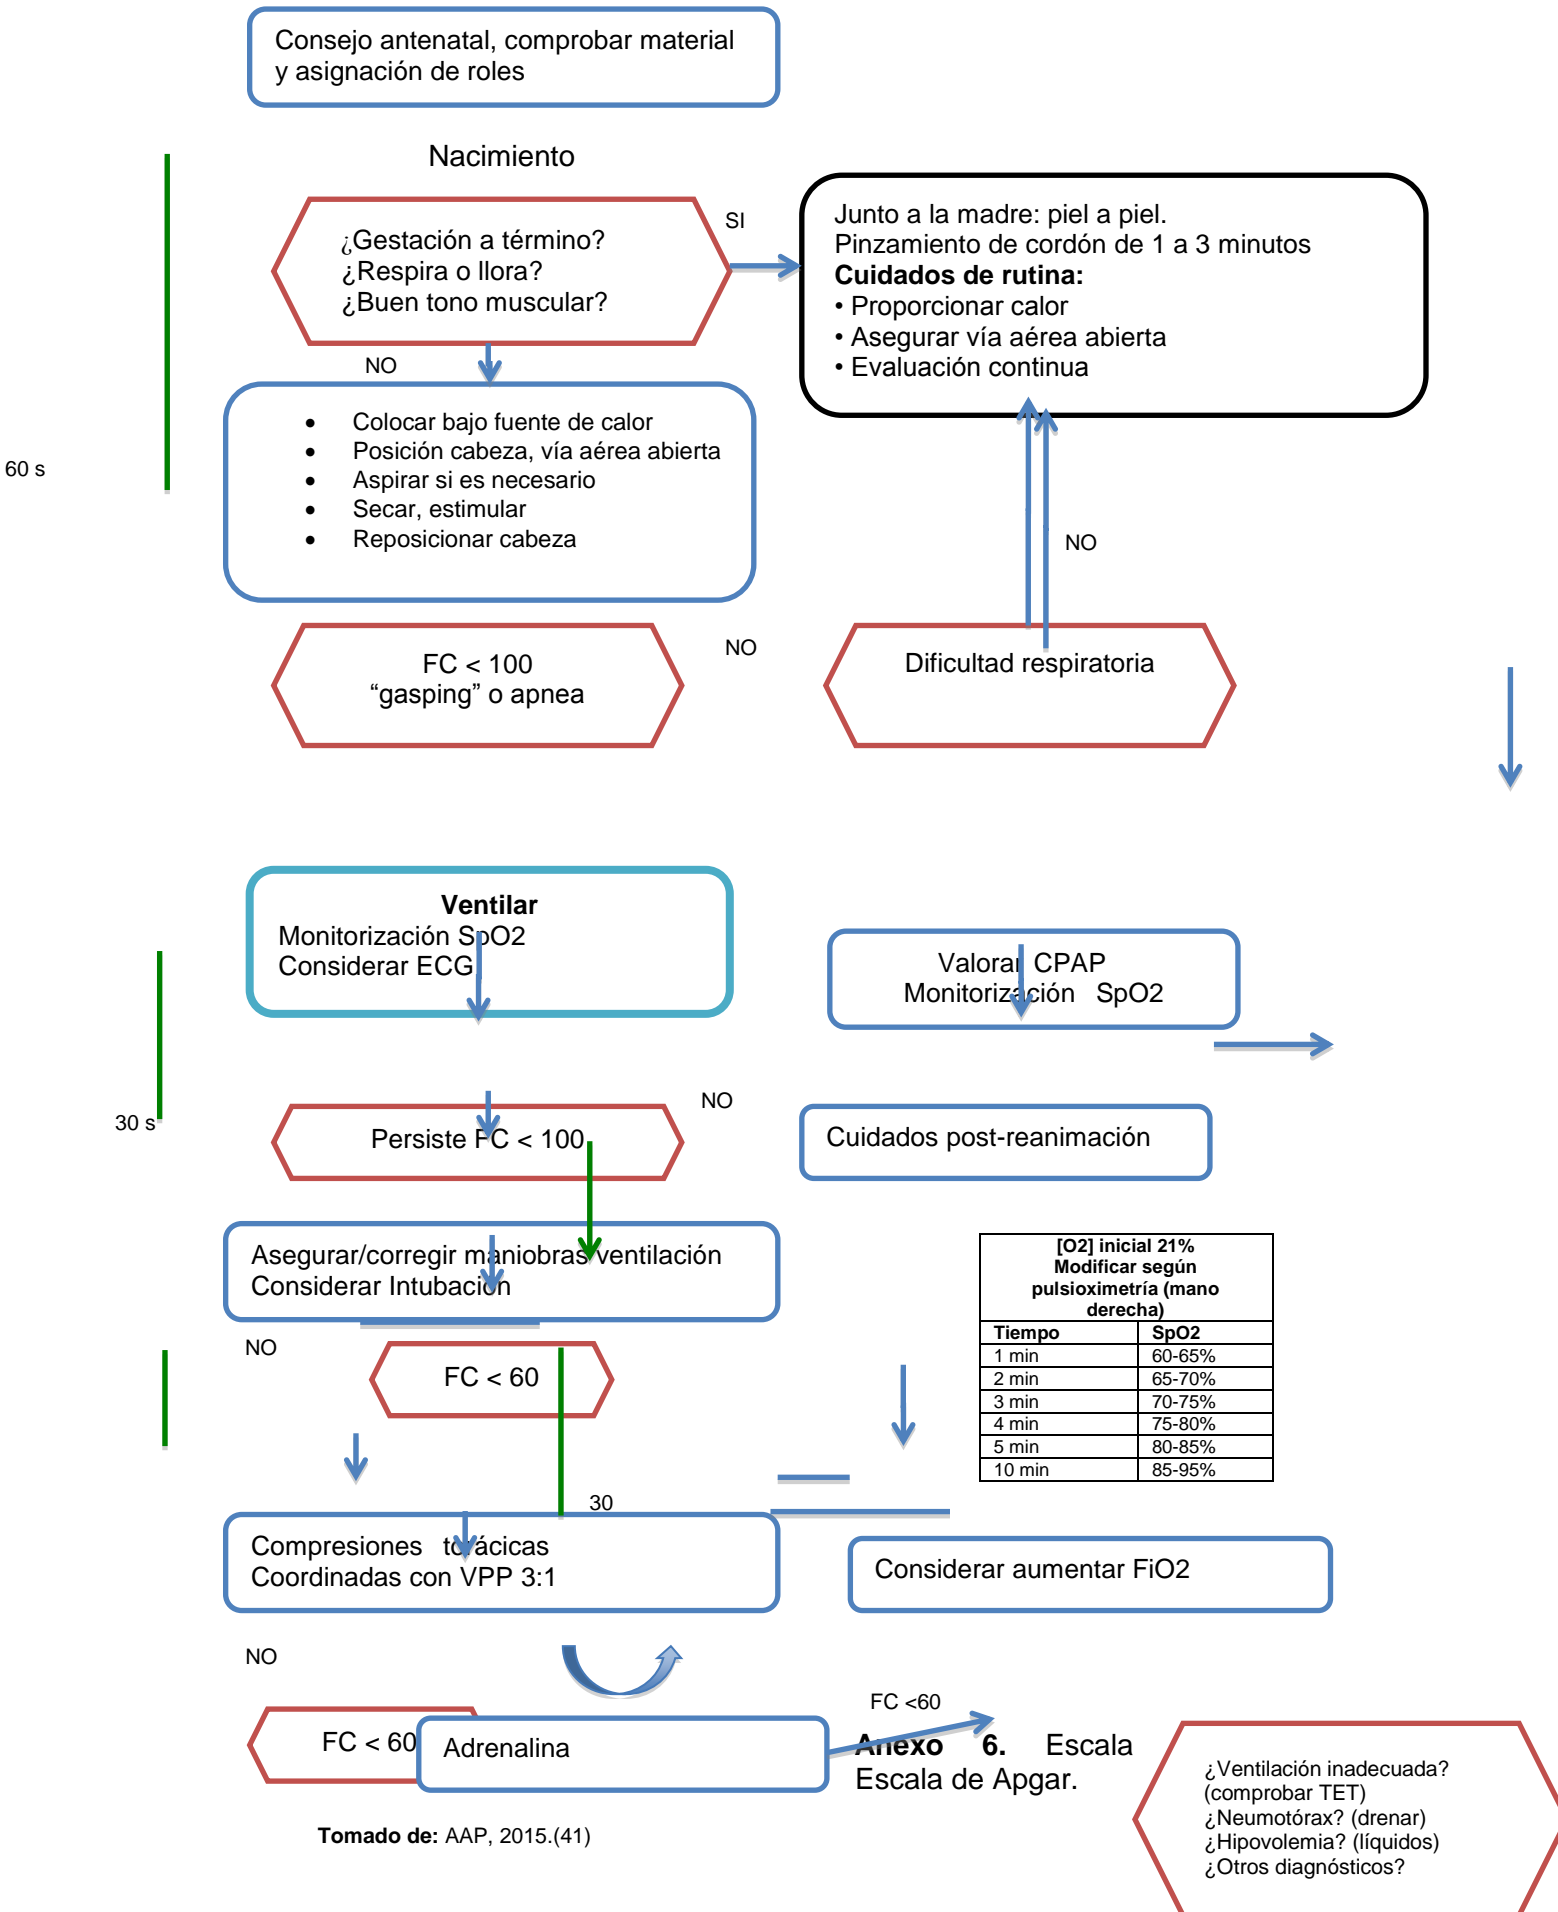 Consejo antenatal, comprobar material
y asignación de roles
Nacimiento
¿Gestación a término?
¿Respira o llora?
¿Buen tono muscular?
SI
Junto a la madre: piel a piel.
Pinzamiento de cordón de 1 a 3 minutos
Cuidados de rutina:
• Proporcionar calor
• Asegurar vía aérea abierta
• Evaluación continua
NO
• Colocar bajo fuente de calor
• Posición cabeza, vía aérea abierta
• Aspirar si es necesario
• Secar, estimular
• Reposicionar cabeza
60 s
NO
FC < 100
“gasping” o apnea
NO
Dificultad respiratoria
Ventilar
Monitorización SpO2
Considerar ECG
Valorar CPAP
Monitorización SpO2
30 s
NO
Persiste FC < 100
Cuidados post-reanimación
Asegurar/corregir maniobras ventilación
Considerar Intubación
[O2] inicial 21%
Modificar según
pulsioximetría (mano
derecha)
Tiempo SpO2
1 min 60-65%
2 min 65-70%
3 min 70-75%
4 min 75-80%
5 min 80-85%
10 min 85-95%
NO
FC < 60
30
Compresiones torácicas
Coordinadas con VPP 3:1
Considerar aumentar FiO2
NO
FC < 60
Adrenalina
FC <60
Anexo 6. Escala
Escala de Apgar.
¿Ventilación inadecuada?
(comprobar TET)
¿Neumotórax? (drenar)
¿Hipovolemia? (líquidos)
¿Otros diagnósticos?
Tomado de: AAP, 2015.(41)